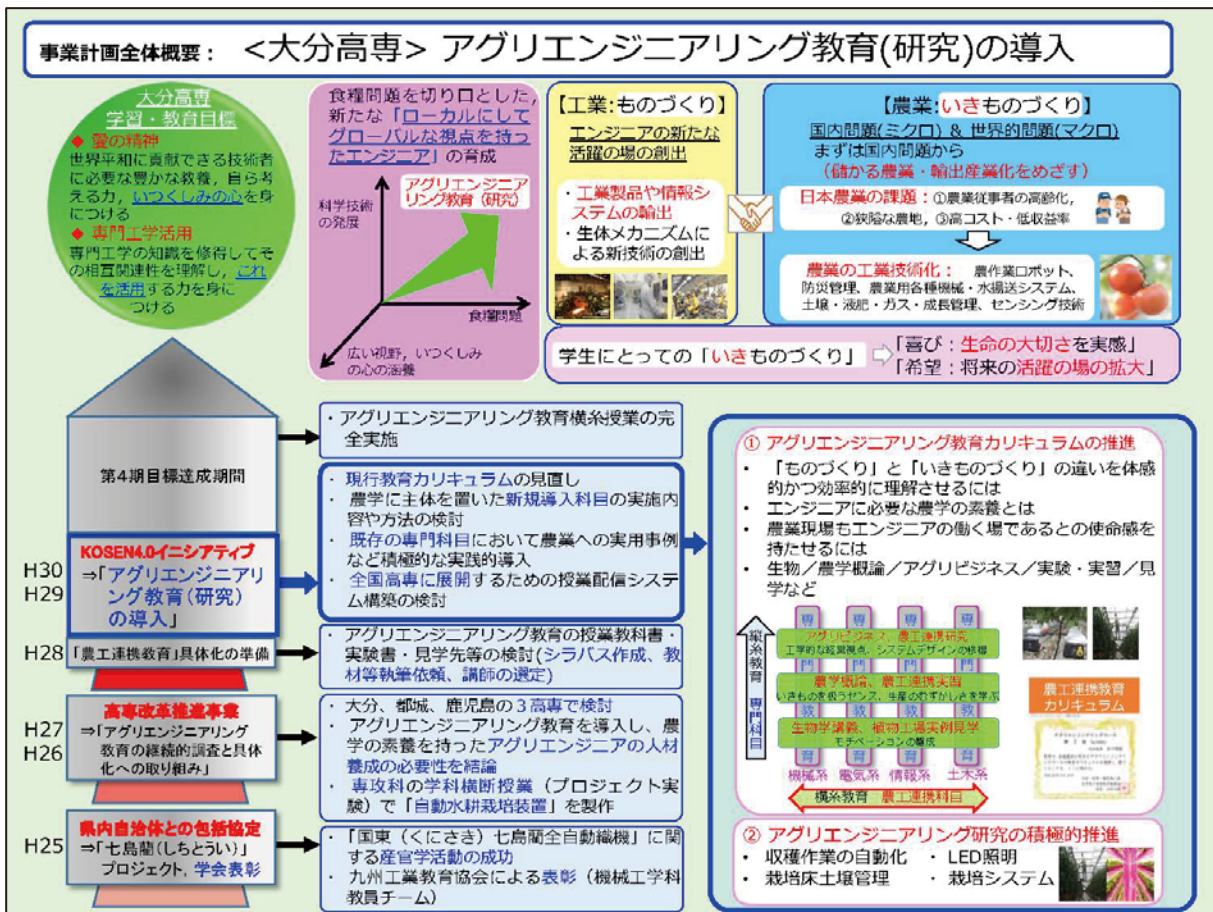 事業計画全体概要： <大分高専> アグリエンジニアリング教育(研究)の導入
大分高専
学習・教育目標
◆ 愛の精神
世界平和に貢献できる技術者
に必要な豊かな教養，自ら考
える力，いつくしみの心を身
につける
◆ 専門工学活用
専門工学の知識を修得してそ
の相互関連性を理解し，これ
を活用する力を身に
つける
食糧問題を切り口とした，
新たな「ローカルにして
グローバルな視点を持っ
たエンジニア」の育成
アグリエンジニア
リング教育（研究）
科学技術
の発展
食糧問題
広い視野，いつくしみ
の心の涵養
【工業：ものづくり】
エンジニアの新たな
活躍の場の創出
・工業製品や情報シ
ステムの輸出
・生体メカニズムに
よる新技術の創出
【農業：いきものづくり】
国内問題(ミクロ) & 世界的問題(マクロ)
まずは国内問題から
（儲かる農業・輸出産業化をめざす）
日本農業の課題：①農業従事者の高齢化，
②狭隘な農地，③高コスト・低収益率
農業の工業技術化： 農作業ロボット、
防災管理、農業用各種機械・水揚送システム、
土壌・液肥・ガス・成長管理、センシング技術
学生にとっての「いきものづくり」
「喜び：生命の大切さを実感」
「希望：将来の活躍の場の拡大」
第4期目標達成期間
・アグリエンジニアリング教育横糸授業の完
全実施
H30
H29
KOSEN4.0イニシアティブ
⇒「アグリエンジニアリ
ング教育（研究）
の導入」
・現行教育カリキュラムの見直し
・農学に主体を置いた新規導入科目の実施内
容や方法の検討
・既存の専門科目において農業への実用事例
など積極的な実践的導入
・全国高専に展開するための授業配信システ
ム構築の検討
H28
「農工連携教育」具体化の準備
・アグリエンジニアリング教育の授業教科書・
実験書・見学先等の検討(シラバス作成、教
材等執筆依頼、講師の選定)
H27
H26
高専改革推進事業
⇒「アグリエンジニアリング
教育の継続的調査と具体
化への取り組み」
・大分、都城、鹿児島の３高専で検討
・アグリエンジニアリング教育を導入し、農
学の素養を持ったアグリエンジニアの人材
養成の必要性を結論
・専攻科の学科横断授業（プロジェクト実
験）で「自動水耕栽培装置」を製作
H25
県内自治体との包括協定
⇒「七島藺（しちとうい）」
プロジェクト，学会表彰
・「国東（くにさき）七島藺全自動織機」に関
する産官学活動の成功
・九州工業教育協会による表彰（機械工学科
教員チーム）
① アグリエンジニアリング教育カリキュラムの推進
• 「ものづくり」と「いきものづくり」の違いを体感
的かつ効率的に理解させるには
• エンジニアに必要な農学の素養とは
• 農業現場もエンジニアの働く場であるとの使命感を
持たせるには
• 生物／農学概論／アグリビジネス／実験・実習／見
学など
縦糸教育 専門科目
専 専 専 専
アグリビジネス、農工連携研究
工学的な経営視点、システムデザインの修得
門 門 門 門
農学概論、農工連携実習
いきものを扱うセンス、生産のむずかしさを学ぶ
教 教 教 教
生物学講義、植物工場実例見学
モチベーションの醸成
育 育 育 育
機械系 電気系 情報系 土木系
横糸教育 農工連携科目
農工連携教育
カリキュラム
② アグリエンジニアリング研究の積極的推進
• 収穫作業の自動化 • LED照明
• 栽培床土壌管理 • 栽培システム